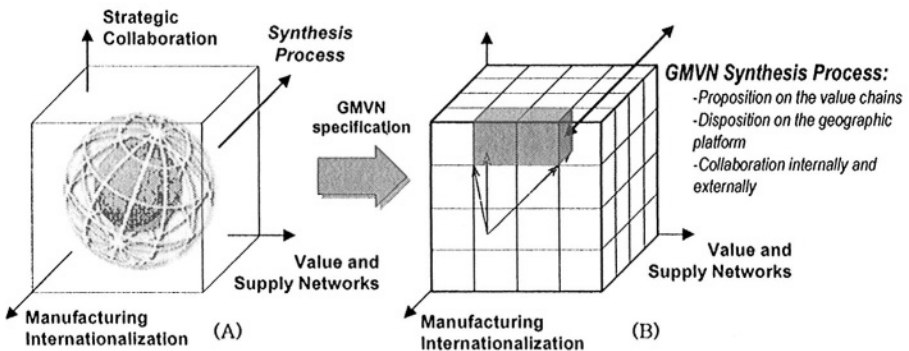 Strategic
Collaboration
Synthesis
Process
GMVN
specification
Value and
Supply Networks
Manufacturing
Internationalization
(A)
GMVN Synthesis Process:
-Proposition on the value chains
-Disposition on the geographic
platform
-Collaboration internally and
externally
Value and
Supply Networks
Manufacturing
Internationalization
(B)